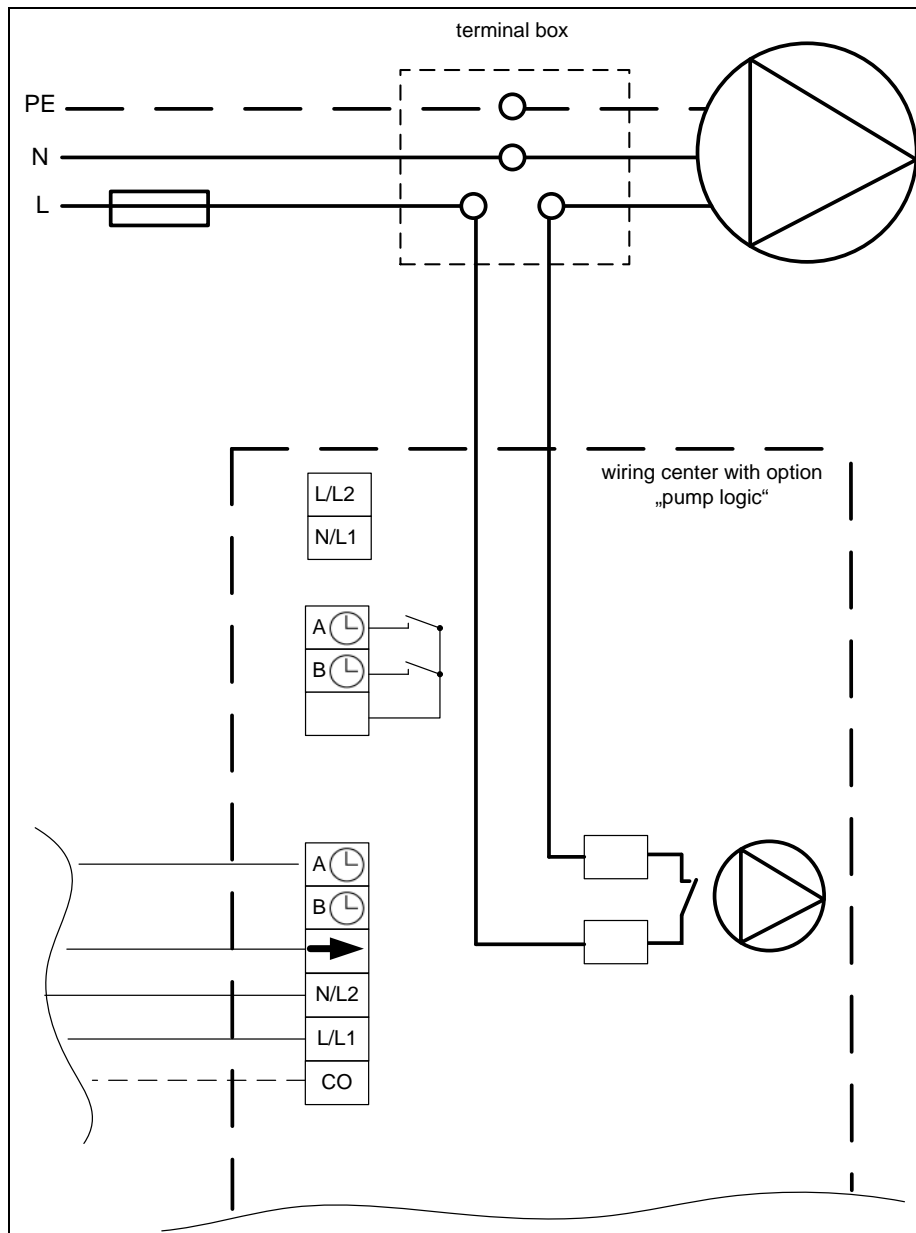 terminal box
PE
N
L
wiring center with option
„pump logic“
L/L2
N/L1
A
B
A
B
N/L2
L/L1
CO